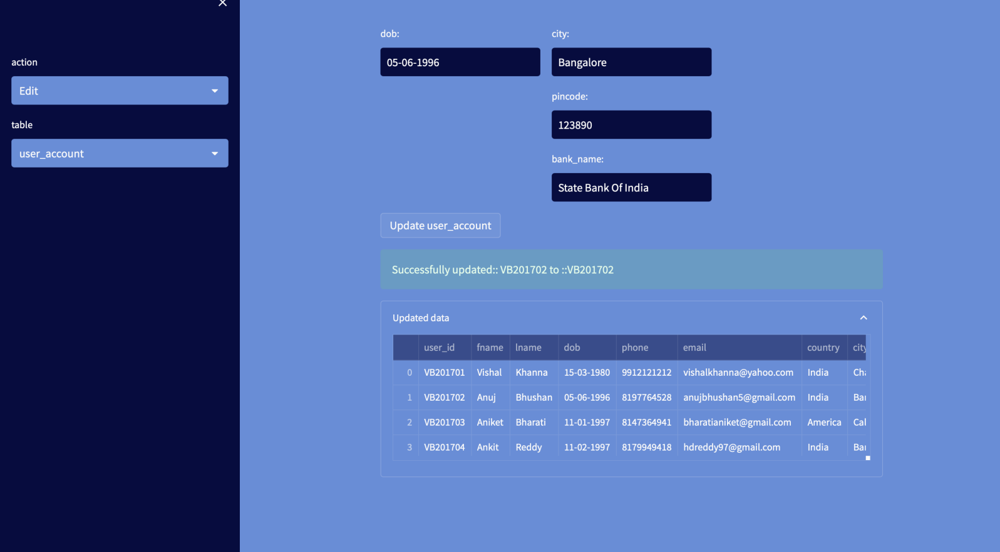 action
Edit
table
user_account
dob:
05-06-1996
city:
Bangalore
pincode:
123890
bank_name:
State Bank Of India
Update user_account
Successfully updated:: VB201702 to ::VB201702
Updated data
user_id fname lname dob phone email country city
0 VB201701 Vishal Khanna 15-03-1980 9912121212 vishalkhanna@yahoo.com India
1 VB201702 Anuj Bhushan 05-06-1996 8197764528 anujbhushan5@gmail.com India
2 VB201703 Aniket Bharati 11-01-1997 8147364941 bharatianiket@gmail.com America
3 VB201704 Ankit Reddy 11-02-1997 8179949418 hdreddy97@gmail.com India